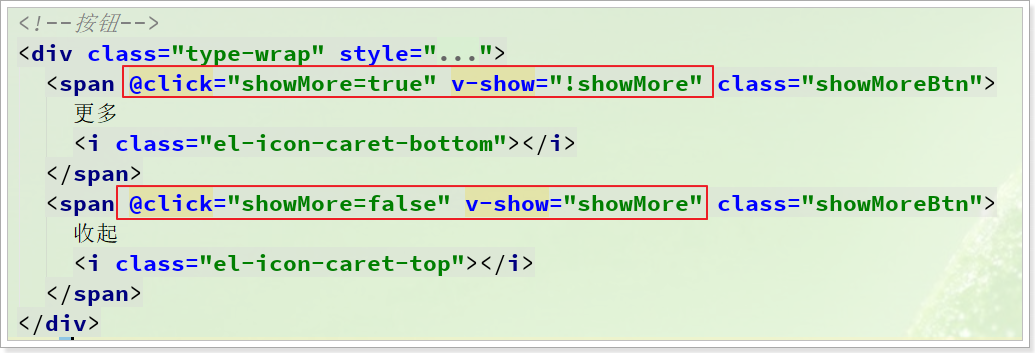 <!--按钮-->
<div class="type-wrap" style="...">
<span @click="showMore=true" v-show="!showMore" class="showMoreBtn">
更多
<i class="el-icon-caret-bottom"></i>
</span>
<span @click="showMore=false" v-show="showMore" class="showMoreBtn">
收起
<i class="el-icon-caret-top"></i>
</span>
</div>